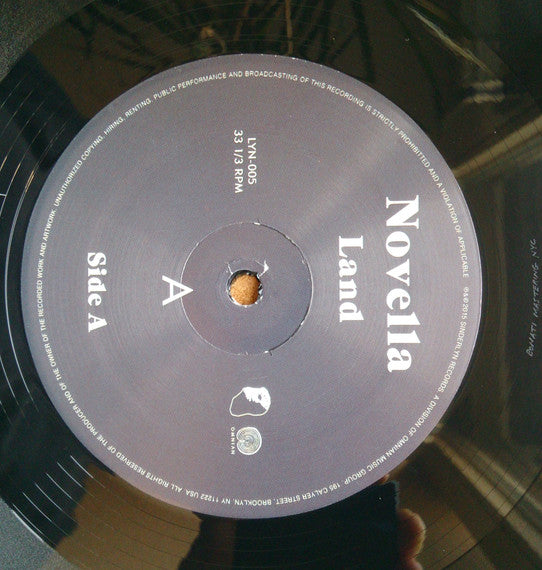 Novella
Land
LYN-005
33 1/3 RPM
A
Side A
OMNIAN
ALL RIGHTS RESERVED OF THE PRODUCER AND OF THE OWNER OF THE RECORDED WORK AND ARTWORK. UNAUTHORIZED COPYING, HIRING, RENTING, PUBLIC PERFORMANCE AND BROADCASTING OF THIS RECORDING IS STRICTLY PROHIBITED AND A VIOLATION OF APPLICABLE
℗&©2015 SINDERLYN RECORDS, A DIVISION OF OMNIAN MUSIC GROUP 195 CALYER STREET, BROOKLYN, NY 11222 USA.
MASTERING NYC